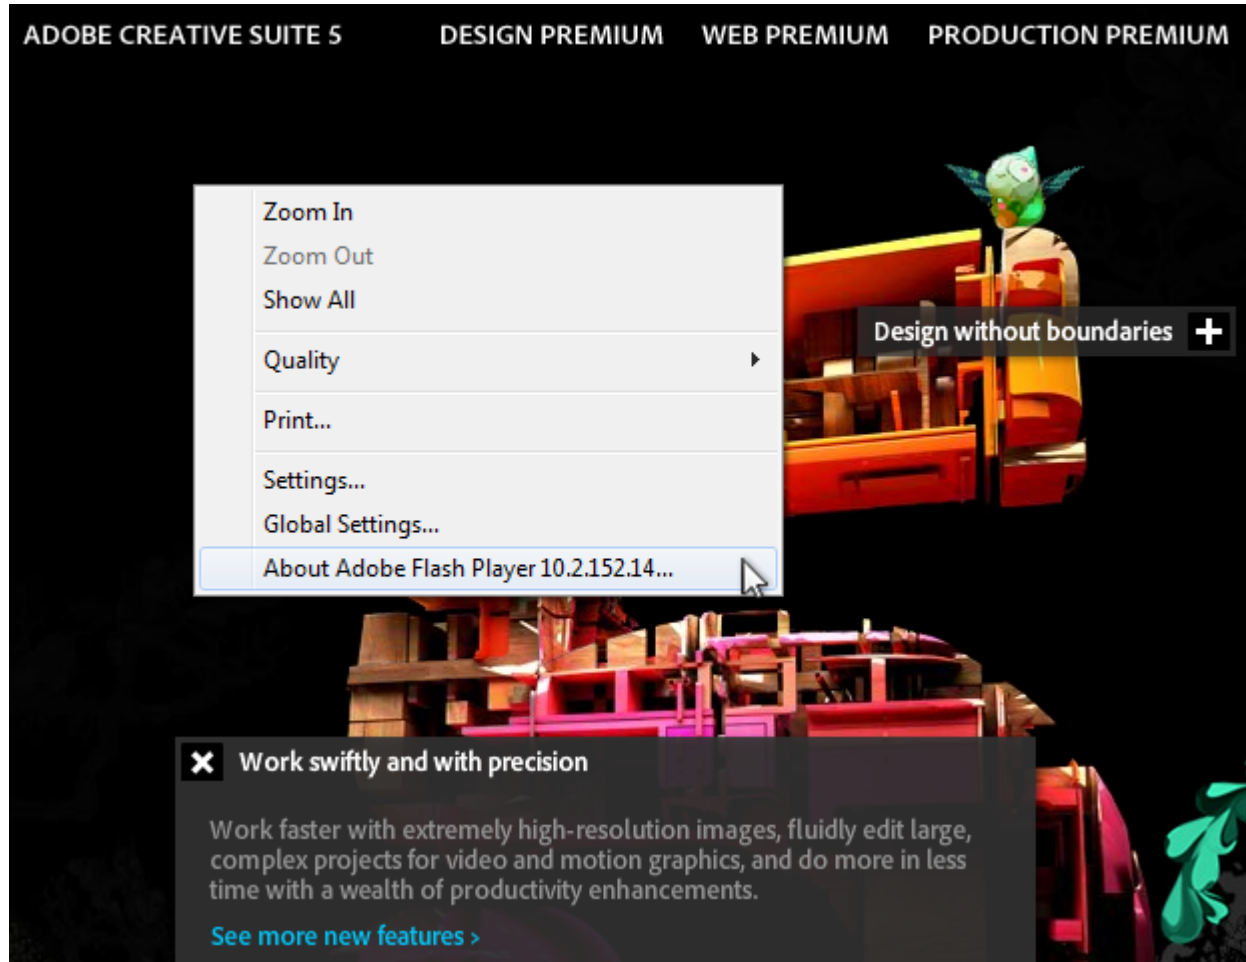 ADOBE CREATIVE SUITE 5 DESIGN PREMIUM WEB PREMIUM PRODUCTION PREMIUM
Zoom In
Zoom Out
Show All
Design without boundaries
Quality
Print...
Settings...
Global Settings...
About Adobe Flash Player 10.2.152.14...
Work swiftly and with precision
Work faster with extremely high-resolution images, fluidly edit large,
complex projects for video and motion graphics, and do more in less
time with a wealth of productivity enhancements.
See more new features >